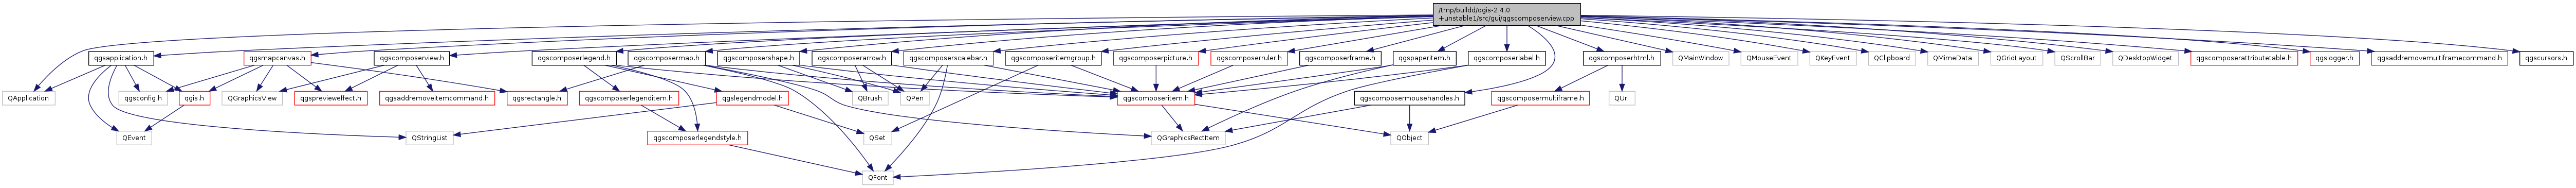 /tmp/buildd/qgis-2.4.0
+unstable1/src/gui/qgscomposerview.cpp
qgsapplication.h
qgsmapcanvas.h
qgscomposerview.h
qgscomposerlegend.h
qgscomposermap.h
qgscomposershape.h
qgscomposerarrow.h
qgscomposerscalebar.h
qgscomposeritemgroup.h
qgscomposerpicture.h
qgscomposerruler.h
qgscomposerframe.h
qgspaperitem.h
qgscomposerlabel.h
qgscomposerhtml.h
QMainWindow
QMouseEvent
QKeyEvent
QClipboard
QMimeData
QGridLayout
QScrollBar
QDesktopWidget
qgscomposerattributetable.h
qgslogger.h
qgsaddremovemultiframecommand.h
qgscursors.h
QApplication
qgsconfig.h
qgis.h
QGraphicsView
qgspreVieweffect.h
qgsaddremoveitemcommand.h
qgsrectangle.h
qgscomposerlegenditem.h
qgslegendmodel.h
QBrush
QPen
qgscomposeritem.h
qgscomposermousehandles.h
qgscomposermultiframe.h
QUrl
QEvent
QStringList
qgscomposerlegendstyle.h
QSet
QGraphicsRectItem
QObject
QFont